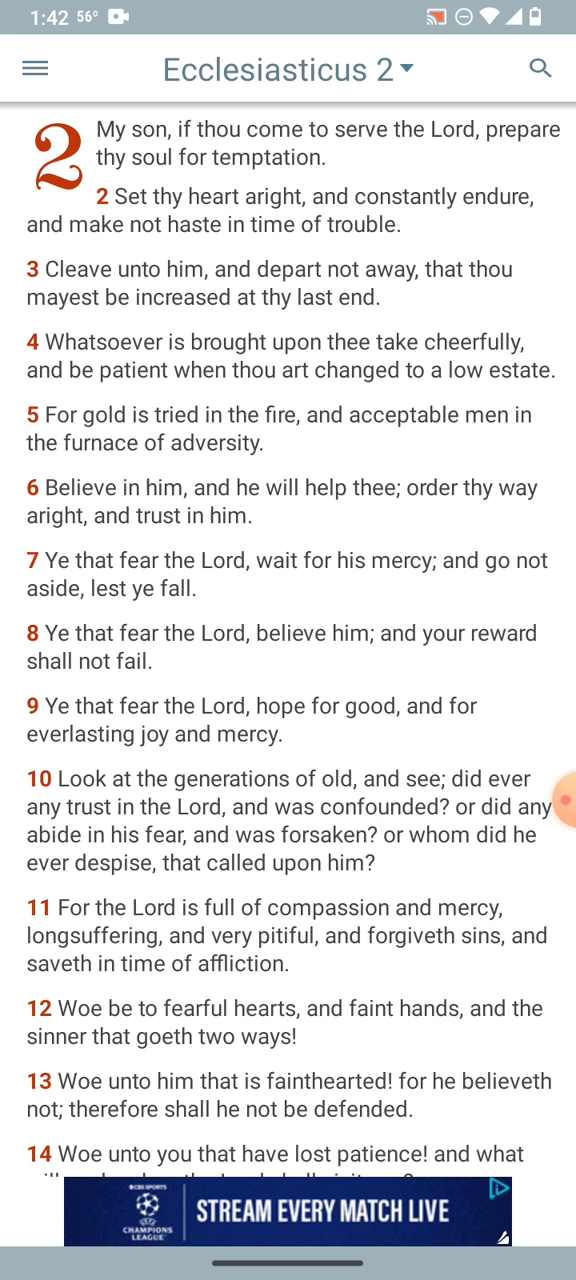 1:42 56°
Ecclesiasticus 2
2 My son, if thou come to serve the Lord, prepare
thy soul for temptation.
2 Set thy heart aright, and constantly endure,
and make not haste in time of trouble.
3 Cleave unto him, and depart not away, that thou
mayest be increased at thy last end.
4 Whatsoever is brought upon thee take cheerfully,
and be patient when thou art changed to a low estate.
5 For gold is tried in the fire, and acceptable men in
the furnace of adversity.
6 Believe in him, and he will help thee; order thy way
aright, and trust in him.
7 Ye that fear the Lord, wait for his mercy; and go not
aside, lest ye fall.
8 Ye that fear the Lord, believe him; and your reward
shall not fail.
9 Ye that fear the Lord, hope for good, and for
everlasting joy and mercy.
10 Look at the generations of old, and see; did ever
any trust in the Lord, and was confounded? or did any
abide in his fear, and was forsaken? or whom did he
ever despise, that called upon him?
11 For the Lord is full of compassion and mercy,
longsuffering, and very pitiful, and forgiveth sins, and
saveth in time of affliction.
12 Woe be to fearful hearts, and faint hands, and the
sinner that goeth two ways!
13 Woe unto him that is fainthearted! for he believeth
not; therefore shall he not be defended.
14 Woe unto you that have lost patience! and what
CBS SPORTS
UEFA
CHAMPIONS
LEAGUE
STREAM EVERY MATCH LIVE